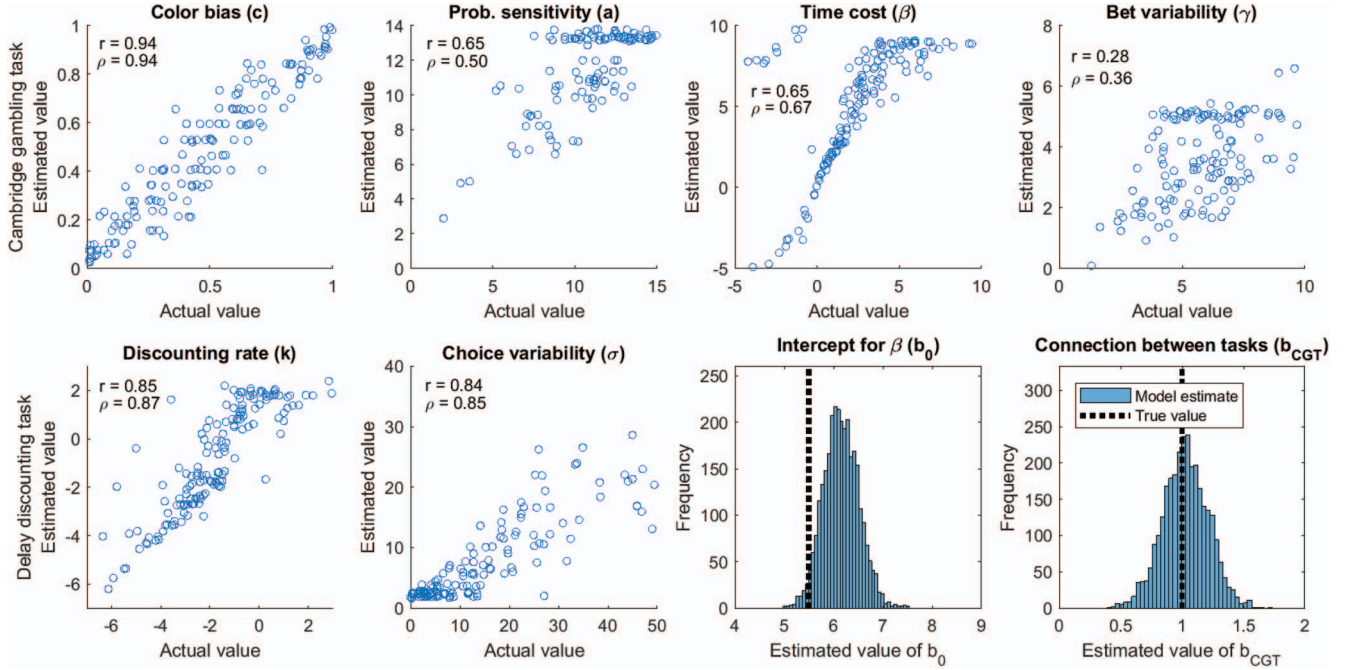 Color bias (c)
Cambridge gambling task
Estimated value
r = 0.94
ρ = 0.94
1
0.8
0.6
0.4
0.2
0
0 0.5 1
Actual value
Prob. sensitivity (a)
Estimated value
r = 0.65
ρ = 0.50
14
12
10
8
6
4
2
0
0 5 10 15
Actual value
Time cost (β)
Estimated value
r = 0.65
ρ = 0.67
10
5
0
-5
-5 0 5 10
Actual value
Bet variability (γ)
Estimated value
r = 0.28
ρ = 0.36
8
6
4
2
0
0 5 10
Actual value
Discounting rate (k)
Delay discounting task
Estimated value
r = 0.85
ρ = 0.87
2
0
-2
-4
-6
-6 -4 -2 0 2
Actual value
Choice variability (σ)
Estimated value
r = 0.84
ρ = 0.85
40
30
20
10
0
0 10 20 30 40 50
Actual value
Intercept for β (b₀)
Frequency
250
200
150
100
50
0
4 5 6 7 8 9
Estimated value of b₀
Connection between tasks (b_CGT)
Frequency
Model estimate
True value
300
250
200
150
100
50
0
0 0.5 1 1.5 2
Estimated value of b_CGT